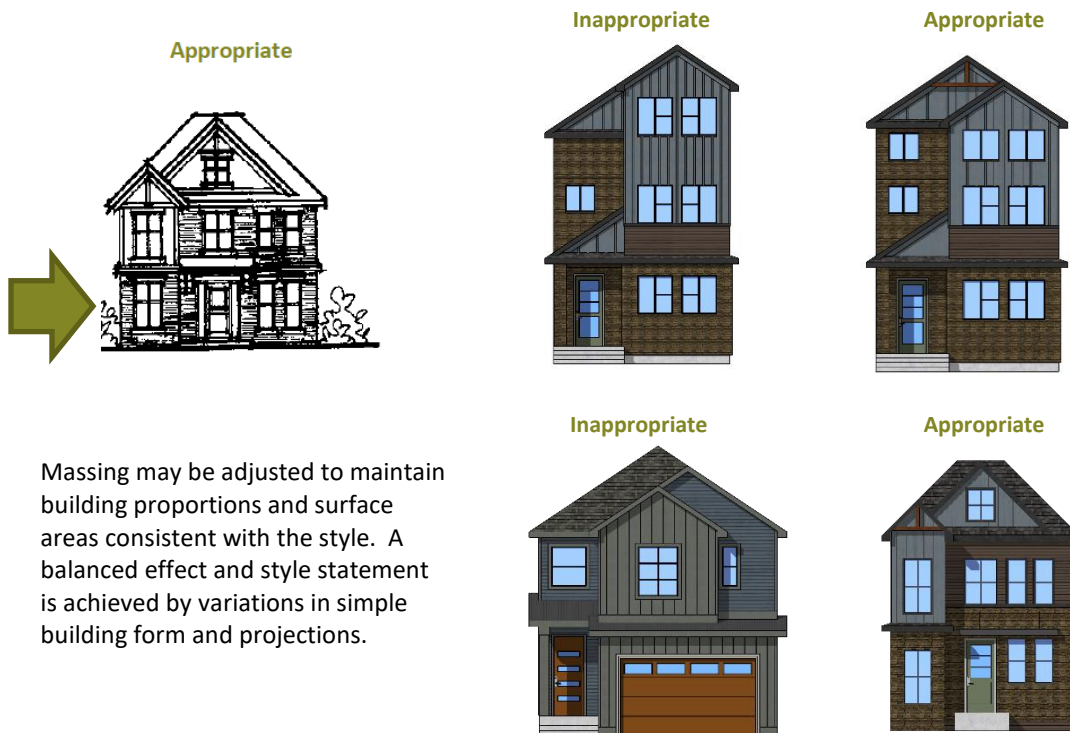 Appropriate
Inappropriate
Appropriate
Inappropriate
Appropriate
Massing may be adjusted to maintain
building proportions and surface
areas consistent with the style.  A
balanced effect and style statement
is achieved by variations in simple
building form and projections.